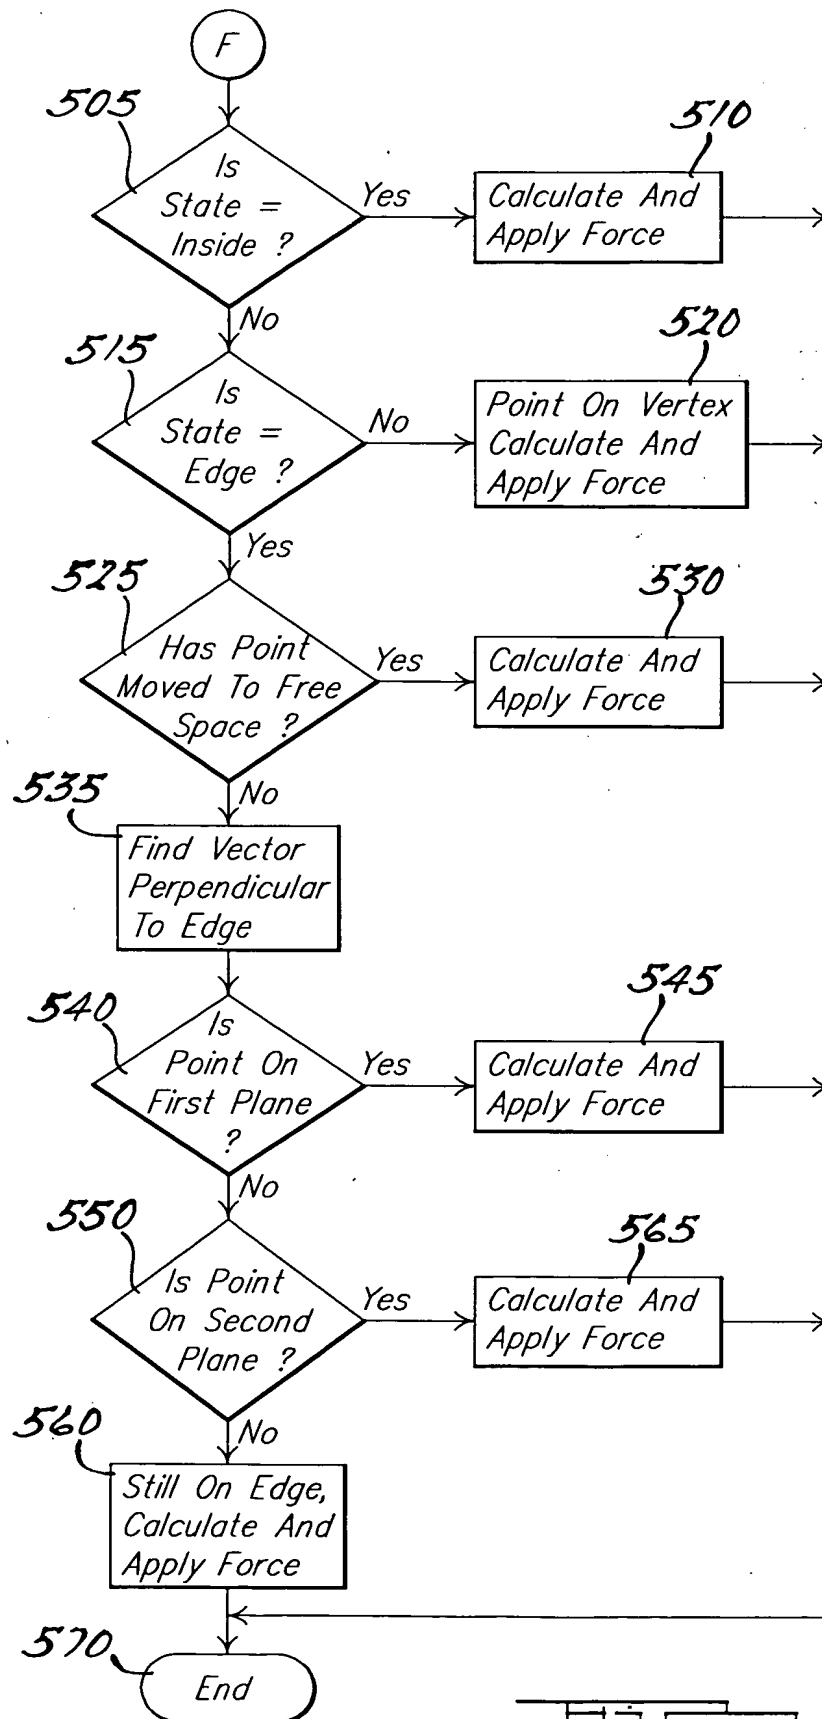 F
505
Is
State =
Inside ?
Yes
510
Calculate And
Apply Force
No
515
Is
State =
Edge ?
No
520
Point On Vertex
Calculate And
Apply Force
Yes
525
Has Point
Moved To Free
Space ?
Yes
530
Calculate And
Apply Force
No
535
Find Vector
Perpendicular
To Edge
540
Is
Point On
First Plane
?
Yes
545
Calculate And
Apply Force
No
550
Is Point
On Second
Plane ?
Yes
565
Calculate And
Apply Force
No
560
Still On Edge,
Calculate And
Apply Force
570
End